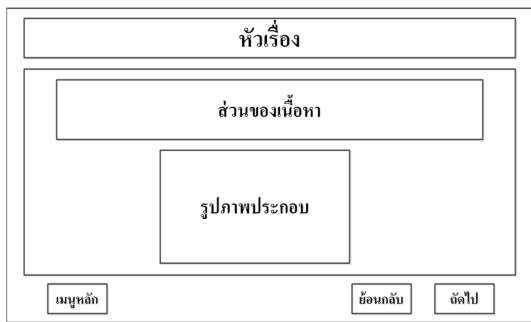 หัวเรื่อง
ส่วนของเนื้อหา
รูปภาพประกอบ
เมนูหลัก
ย้อนกลับ
ถัดไป